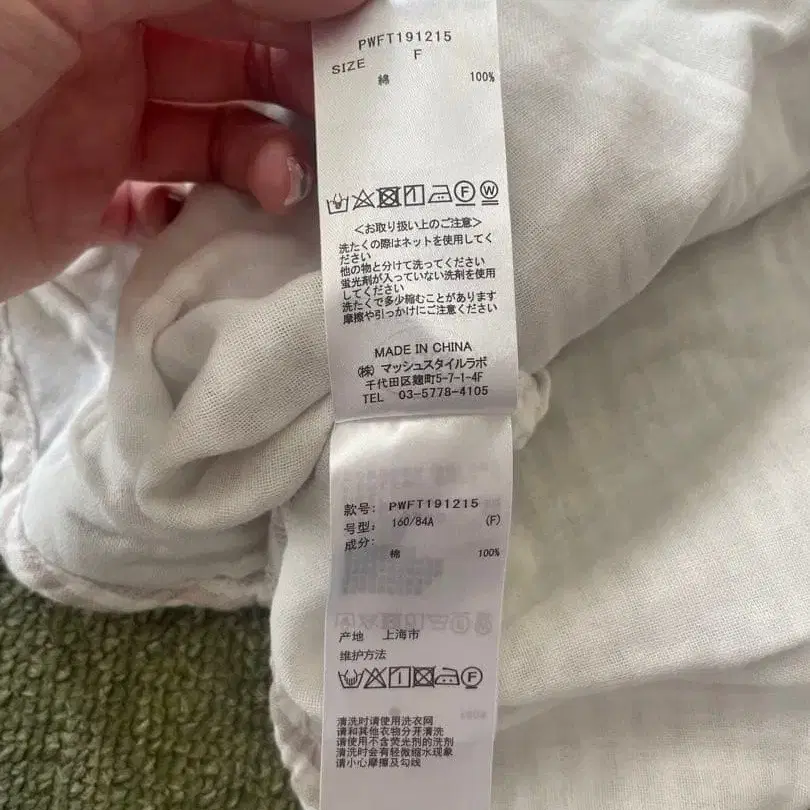 PWFT191215
SIZE F
綿 100%
F W
<お取り扱い上のご注意>
洗たくの際はネットを使用してく
ださい
他の物と分けて洗ってください
蛍光剤が入っていない洗剤を使用
してください
洗たくで多少縮むことがあります
摩擦や引っかけにご注意ください
MADE IN CHINA
(株) マッシュスタイルラボ
千代田区麹町5-7-1-4F
TEL 03-5778-4105
款号: PWFT191215
号型: 160/84A (F)
成分:
棉 100%
产地 上海市
维护方法
F
清洗时请使用洗衣网
请和其他衣物分开清洗
请使用不含荧光剂的洗剂
清洗时会有轻微缩水现象
请小心摩擦及勾线